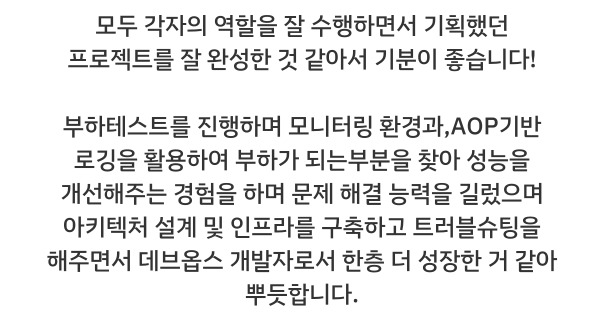 모두 각자의 역할을 잘 수행하면서 기획했던
프로젝트를 잘 완성한 것 같아서 기분이 좋습니다!
부하테스트를 진행하며 모니터링 환경과,AOP기반
로깅을 활용하여 부하가 되는부분을 찾아 성능을
개선해주는 경험을 하며 문제 해결 능력을 길렀으며
아키텍처 설계 및 인프라를 구축하고 트러블슈팅을
해주면서 데브옵스 개발자로서 한층 더 성장한 거 같아
뿌듯합니다.